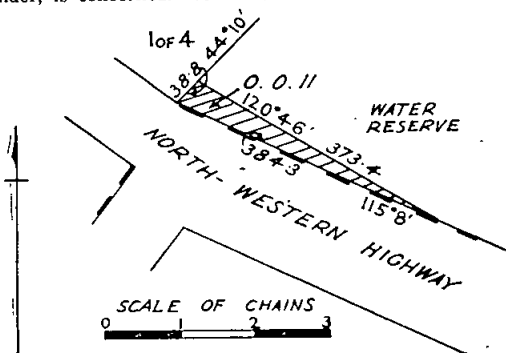 1 OF 4
38.8
44°10'
0.0.11
120°46'
WATER
RESERVE
373.4
384.3
115°8'
NORTH-WESTERN HIGHWAY
SCALE OF CHAINS
0 1 2 3